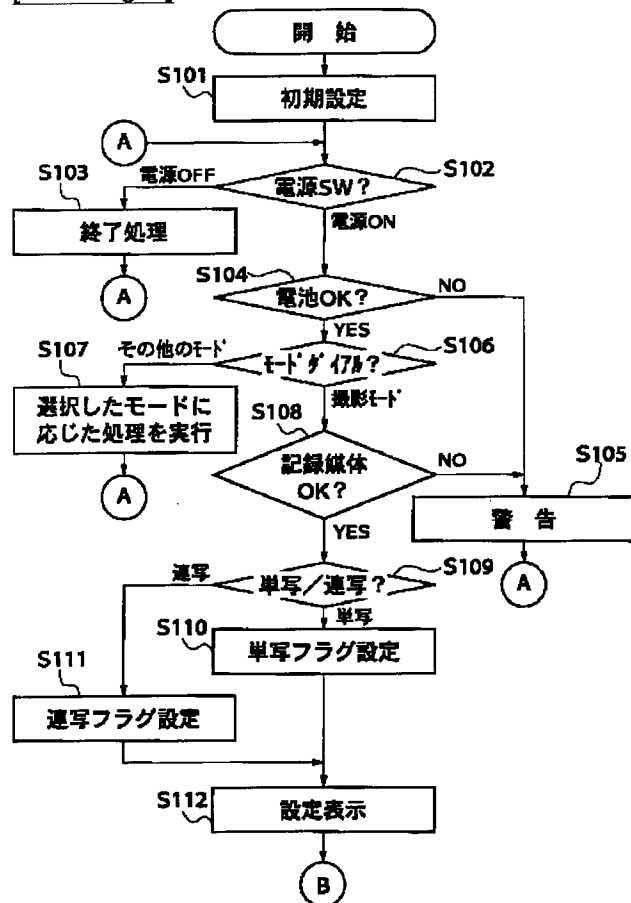 開 始
S101
初期設定
A
S103
電源OFF
電源SW?
S102
終了処理
電源ON
A
S104
電池OK?
NO
YES
S107
その他のモード
モードダイアル?
S106
撮影モード
選択したモードに
応じた処理を実行
S108
記録媒体
OK?
NO
S105
A
警 告
YES
A
連写
単写/連写?
S109
単写
S110
単写フラグ設定
S111
連写フラグ設定
S112
設定表示
B